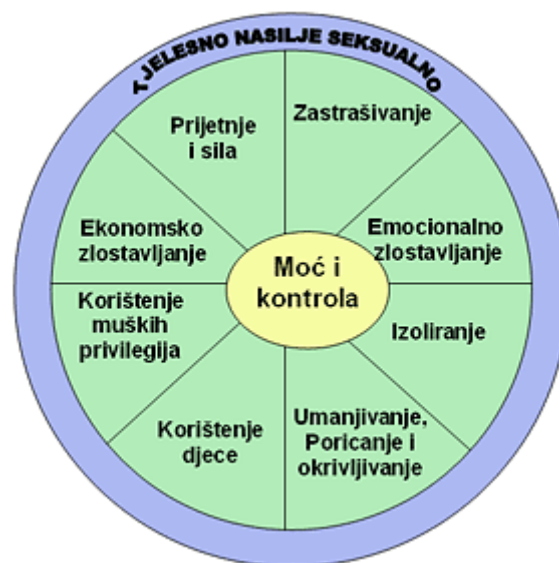 TJELESNO NASILJE SEKSUALNO
Zastrašivanje
Prijetnje
i sila
Emocionalno
zlostavljanje
Ekonomsko
zlostavljanje
Moć i
kontrola
Izoliranje
Korištenje
muških
privilegija
Umanjivanje,
Poricanje i
okrivljivanje
Korištenje
djece